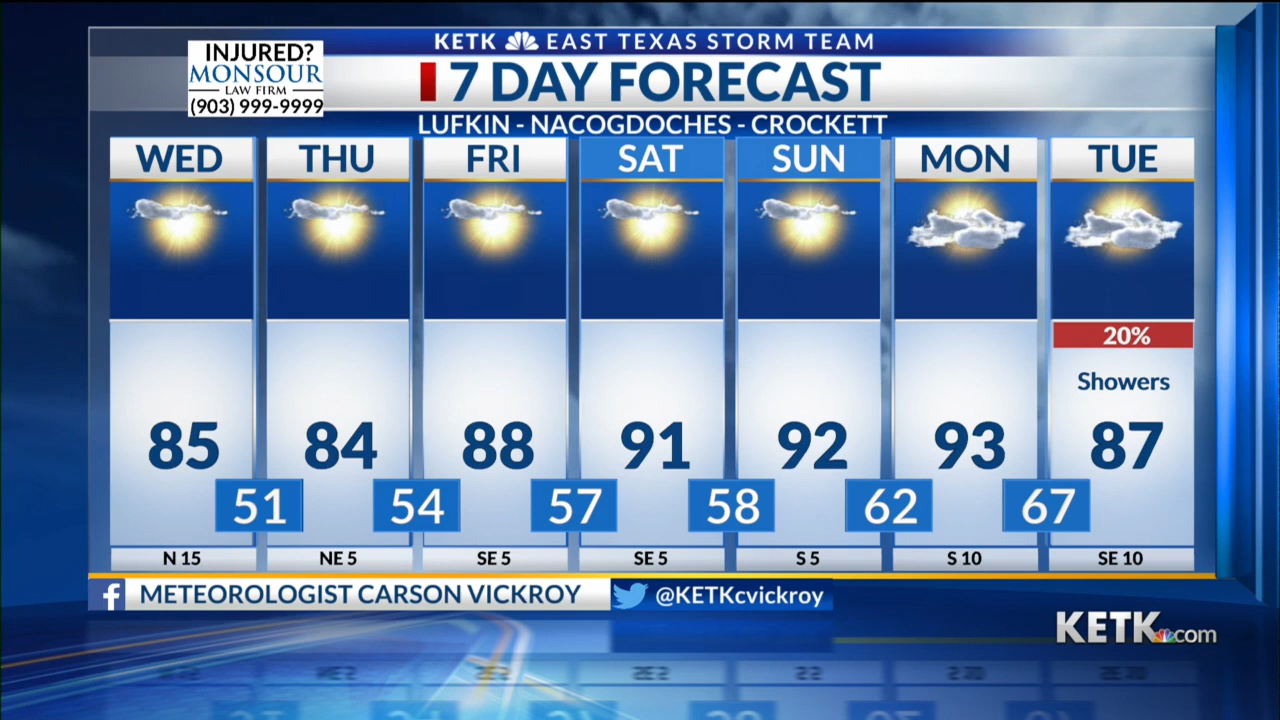 KETK EAST TEXAS STORM TEAM
INJURED?
MONSOUR
LAW FIRM
(903) 999-9999
7 DAY FORECAST
LUFKIN - NACOGDOCHES - CROCKETT
WED THU FRI SAT SUN MON TUE
20%
Showers
85 84 88 91 92 93 87
51 54 57 58 62 67
N 15 NE 5 SE 5 SE 5 S 5 S 10 SE 10
f METEOROLOGIST CARSON VICKROY @KETKcvickroy
KETK.com